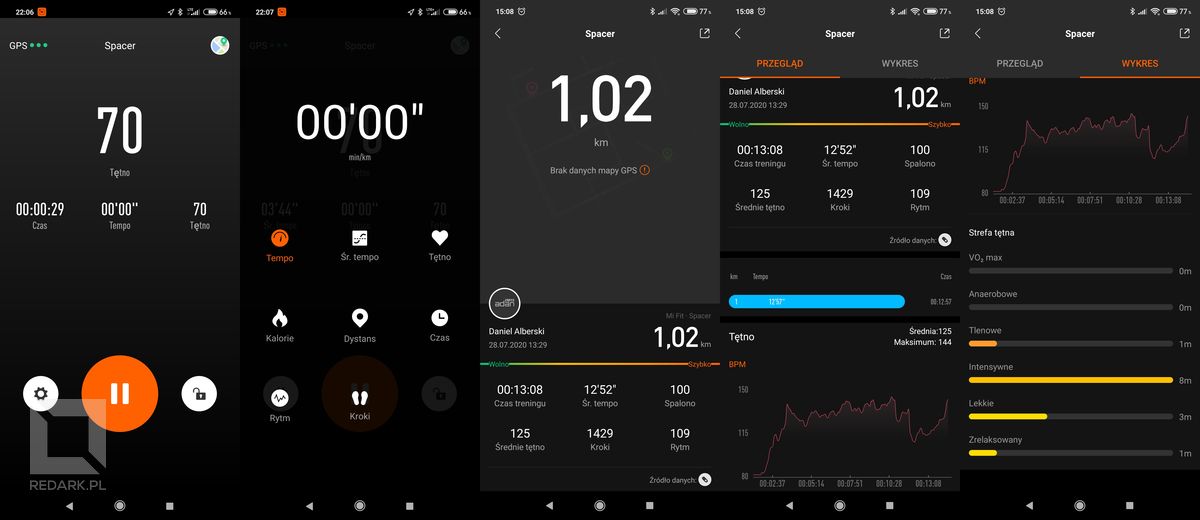 22:06
66%
GPS
Spacer
70
Tętno
00:00:29
00'00"
70
Czas
Tempo
Tętno
REDARK.PL
22:07
66%
GPS
Spacer
00'00"
min/km
Tętno
03'44"
00'00"
70
Tempo
Śr. tempo
Tętno
Kalorie
Dystans
Czas
Rytm
Kroki
15:08
77%
Spacer
1,02
km
Brak danych mapy GPS
adan
Mi Fit · Spacer
Daniel Alberski
28.07.2020 13:29
1,02 km
Wolno
Szybko
00:13:08
12'52"
100
Czas treningu
Śr. tempo
Spalono
125
1429
109
Średnie tętno
Kroki
Rytm
Źródło danych:
15:08
77%
Spacer
PRZEGLĄD
WYKRES
Daniel Alberski
28.07.2020 13:29
1,02 km
Wolno
Szybko
00:13:08
12'52"
100
Czas treningu
Śr. tempo
Spalono
125
1429
109
Średnie tętno
Kroki
Rytm
Źródło danych:
km
Tempo
Czas
1
12'57"
00:12:57
Tętno
Średnia:125
Maksimum: 144
BPM
150
115
80
00:02:37
00:05:14
00:07:51
00:10:28
00:13:08
15:08
77%
Spacer
PRZEGLĄD
WYKRES
BPM
150
115
80
00:02:37
00:05:14
00:07:51
00:10:28
00:13:08
Strefa tętna
VO₂ max
0m
Anaerobowe
0m
Tlenowe
1m
Intensywne
8m
Lekkie
3m
Zrelaksowany
1m